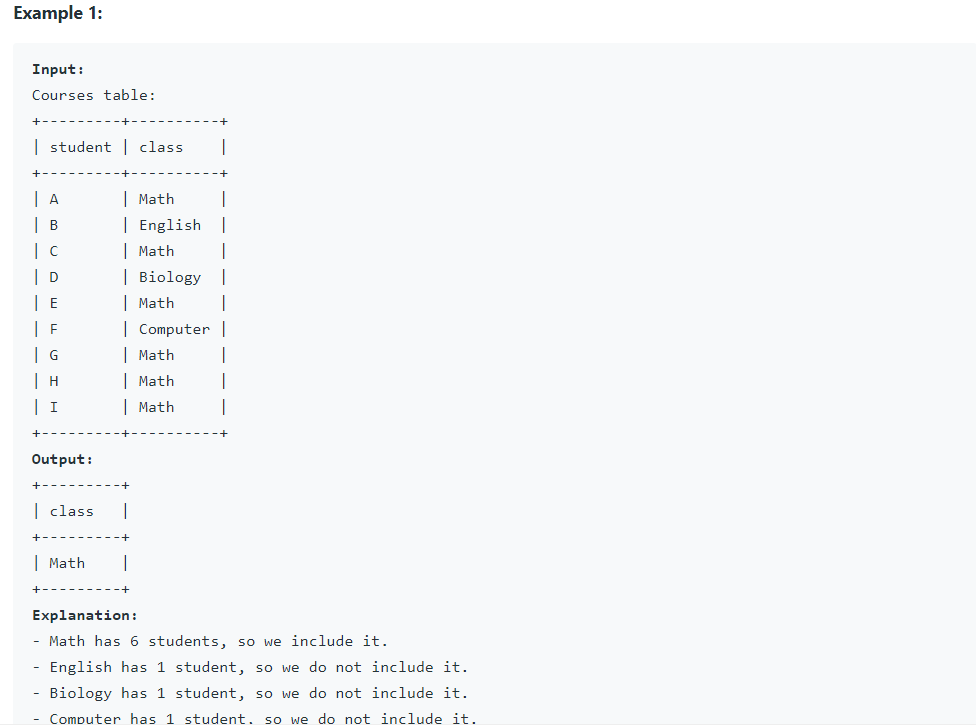 Example 1:
Input:
Courses table:
+---------+----------+
| student | class    |
+---------+----------+
| A       | Math     |
| B       | English  |
| C       | Math     |
| D       | Biology  |
| E       | Math     |
| F       | Computer |
| G       | Math     |
| H       | Math     |
| I       | Math     |
+---------+----------+
Output:
+---------+
| class   |
+---------+
| Math    |
+---------+
Explanation:
- Math has 6 students, so we include it.
- English has 1 student, so we do not include it.
- Biology has 1 student, so we do not include it.
- Computer has 1 student, so we do not include it.